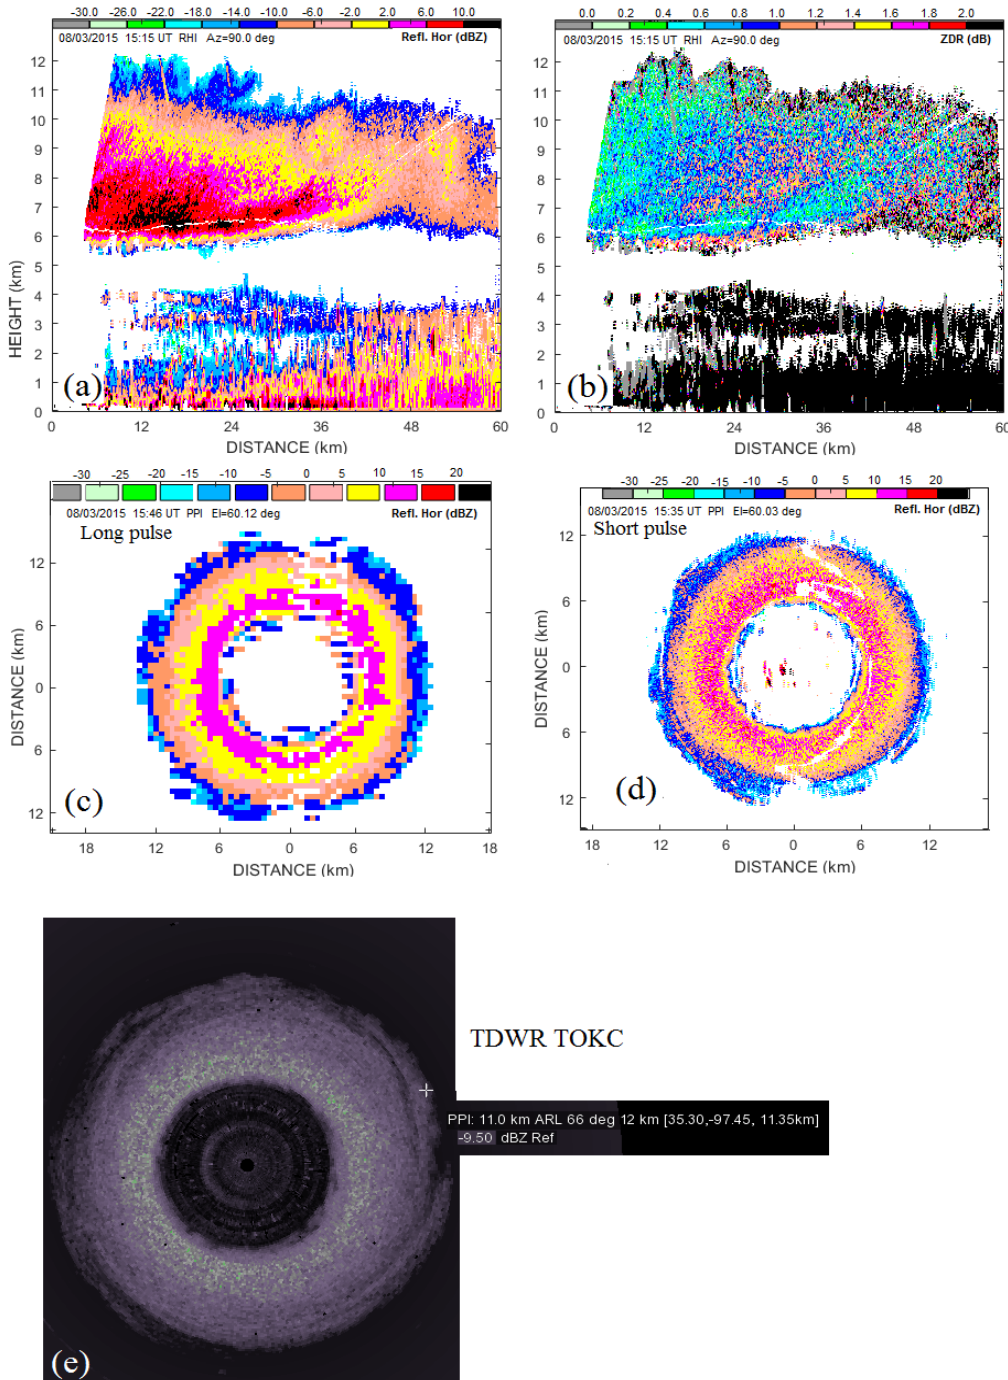 -30.0 -26.0 -22.0 -18.0 -14.0 -10.0 -6.0 -2.0 2.0 6.0 10.0
08/03/2015 15:15 UT RHI Az=90.0 deg Refl. Hor (dBZ)
12
11
10
9
8
7
6
5
4
3
2
1
0
HEIGHT (km)
(a)
0 12 24 36 48 60
DISTANCE (km)
0.0 0.2 0.4 0.6 0.8 1.0 1.2 1.4 1.6 1.8 2.0
08/03/2015 15:15 UT RHI Az=90.0 deg ZDR (dB)
12
11
10
9
8
7
6
5
4
3
2
1
0
(b)
0 12 24 36 48 60
DISTANCE (km)
-30 -25 -20 -15 -10 -5 0 5 10 15 20
08/03/2015 15:46 UT PPI El=60.12 deg Refl. Hor (dBZ)
Long pulse
12
6
0
6
12
DISTANCE (km)
(c)
18 12 6 0 6 12 18
DISTANCE (km)
-30 -25 -20 -15 -10 -5 0 5 10 15 20
08/03/2015 15:35 UT PPI El=60.03 deg Refl. Hor (dBZ)
Short pulse
12
6
0
6
12
DISTANCE (km)
(d)
18 12 6 0 6 12
DISTANCE (km)
TDWR TOKC
PPI: 11.0 km ARL 66 deg 12 km [35.30,-97.45, 11.35km]
-9.50 dBZ Ref
(e)